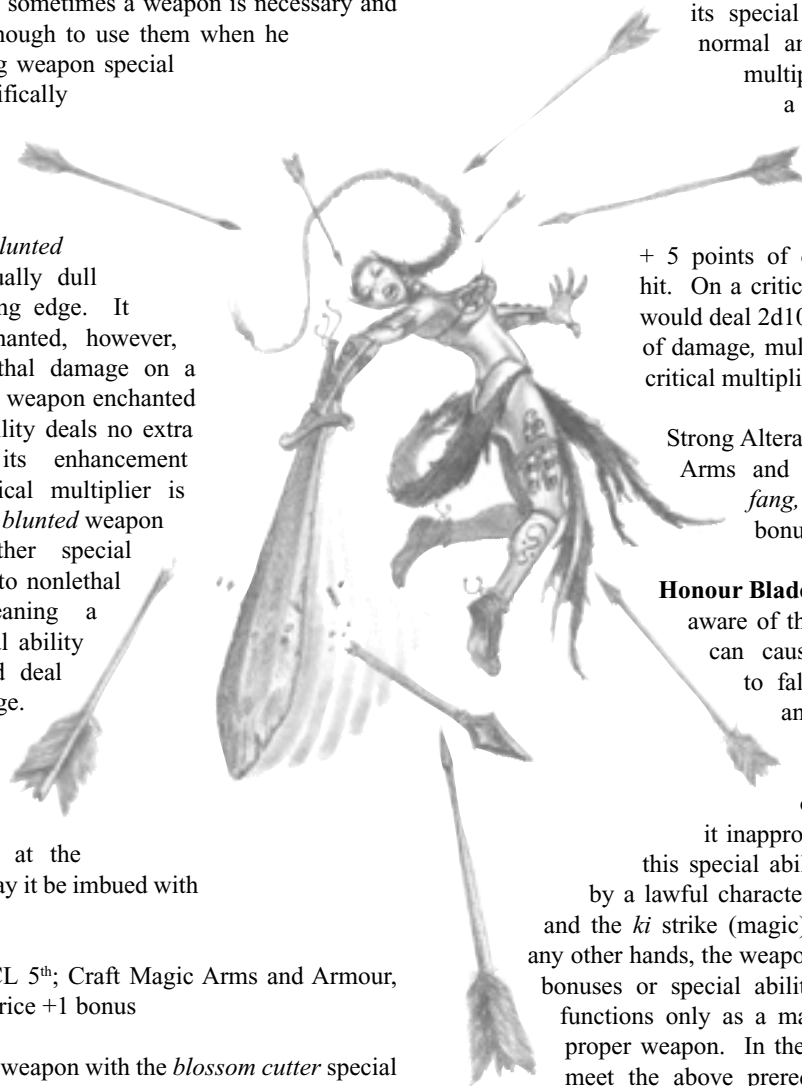 sometimes a weapon is necessary and
nough to use them when he
g weapon special
ifically
lunted
ually dull
ng edge. It
hanted, however,
thal damage on a
weapon enchanted
ility deals no extra
its enhancement
ical multiplier is
blunted weapon
ther special
to nonlethal
eaning a
al ability
d deal
ge.
at the
ay it be imbued with
CL 5th; Craft Magic Arms and Armour,
rice +1 bonus
weapon with the blossom cutter special
its special
normal an
multip
a
+ 5 points of
hit. On a critic
would deal 2d10
of damage, mul
critical multipli
Strong Altera
Arms and
fang,
bonu
Honour Blade
aware of th
can caus
to fal
an
it inappro
this special abil
by a lawful characte
and the ki strike (magic)
any other hands, the weapo
bonuses or special abilit
functions only as a ma
proper weapon. In the
meet the above prere